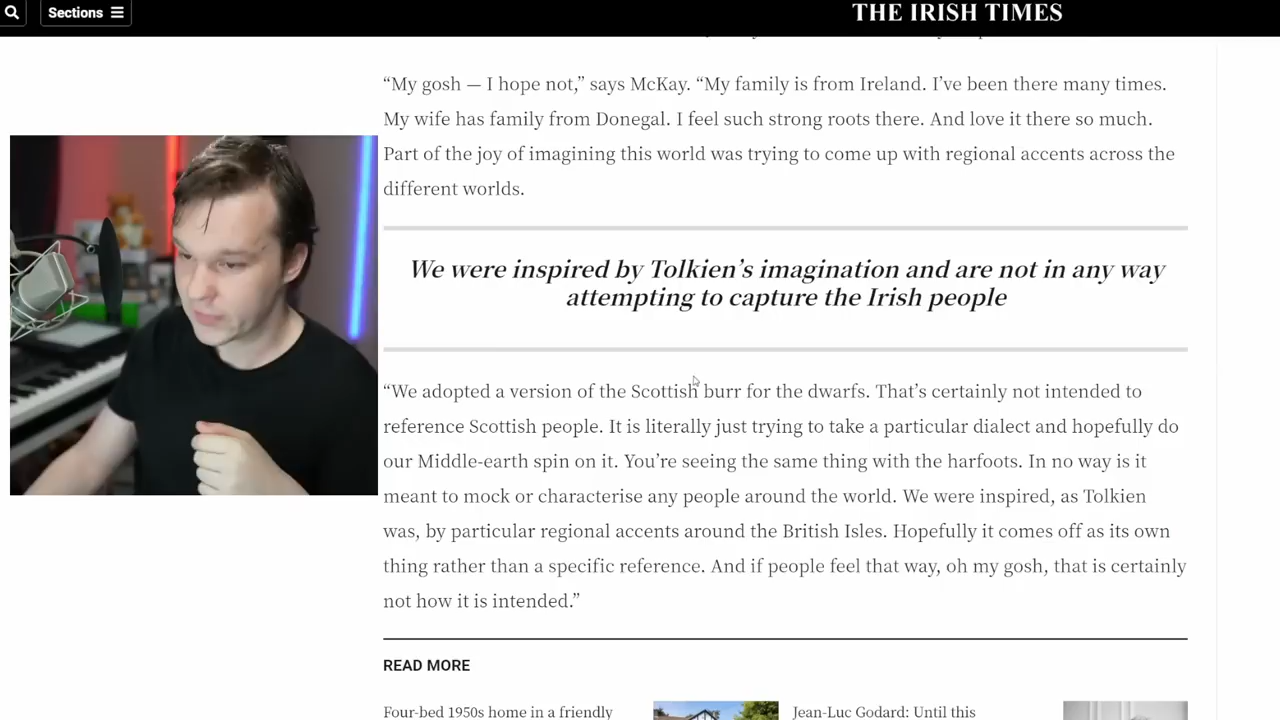 Sections
THE IRISH TIMES
“My gosh — I hope not,” says McKay. “My family is from Ireland. I’ve been there many times.
My wife has family from Donegal. I feel such strong roots there. And love it there so much.
Part of the joy of imagining this world was trying to come up with regional accents across the
different worlds.
We were inspired by Tolkien’s imagination and are not in any way
attempting to capture the Irish people
“We adopted a version of the Scottish burr for the dwarfs. That’s certainly not intended to
reference Scottish people. It is literally just trying to take a particular dialect and hopefully do
our Middle-earth spin on it. You’re seeing the same thing with the harfoots. In no way is it
meant to mock or characterise any people around the world. We were inspired, as Tolkien
was, by particular regional accents around the British Isles. Hopefully it comes off as its own
thing rather than a specific reference. And if people feel that way, oh my gosh, that is certainly
not how it is intended.”
READ MORE
Four-bed 1950s home in a friendly
Jean-Luc Godard: Until this